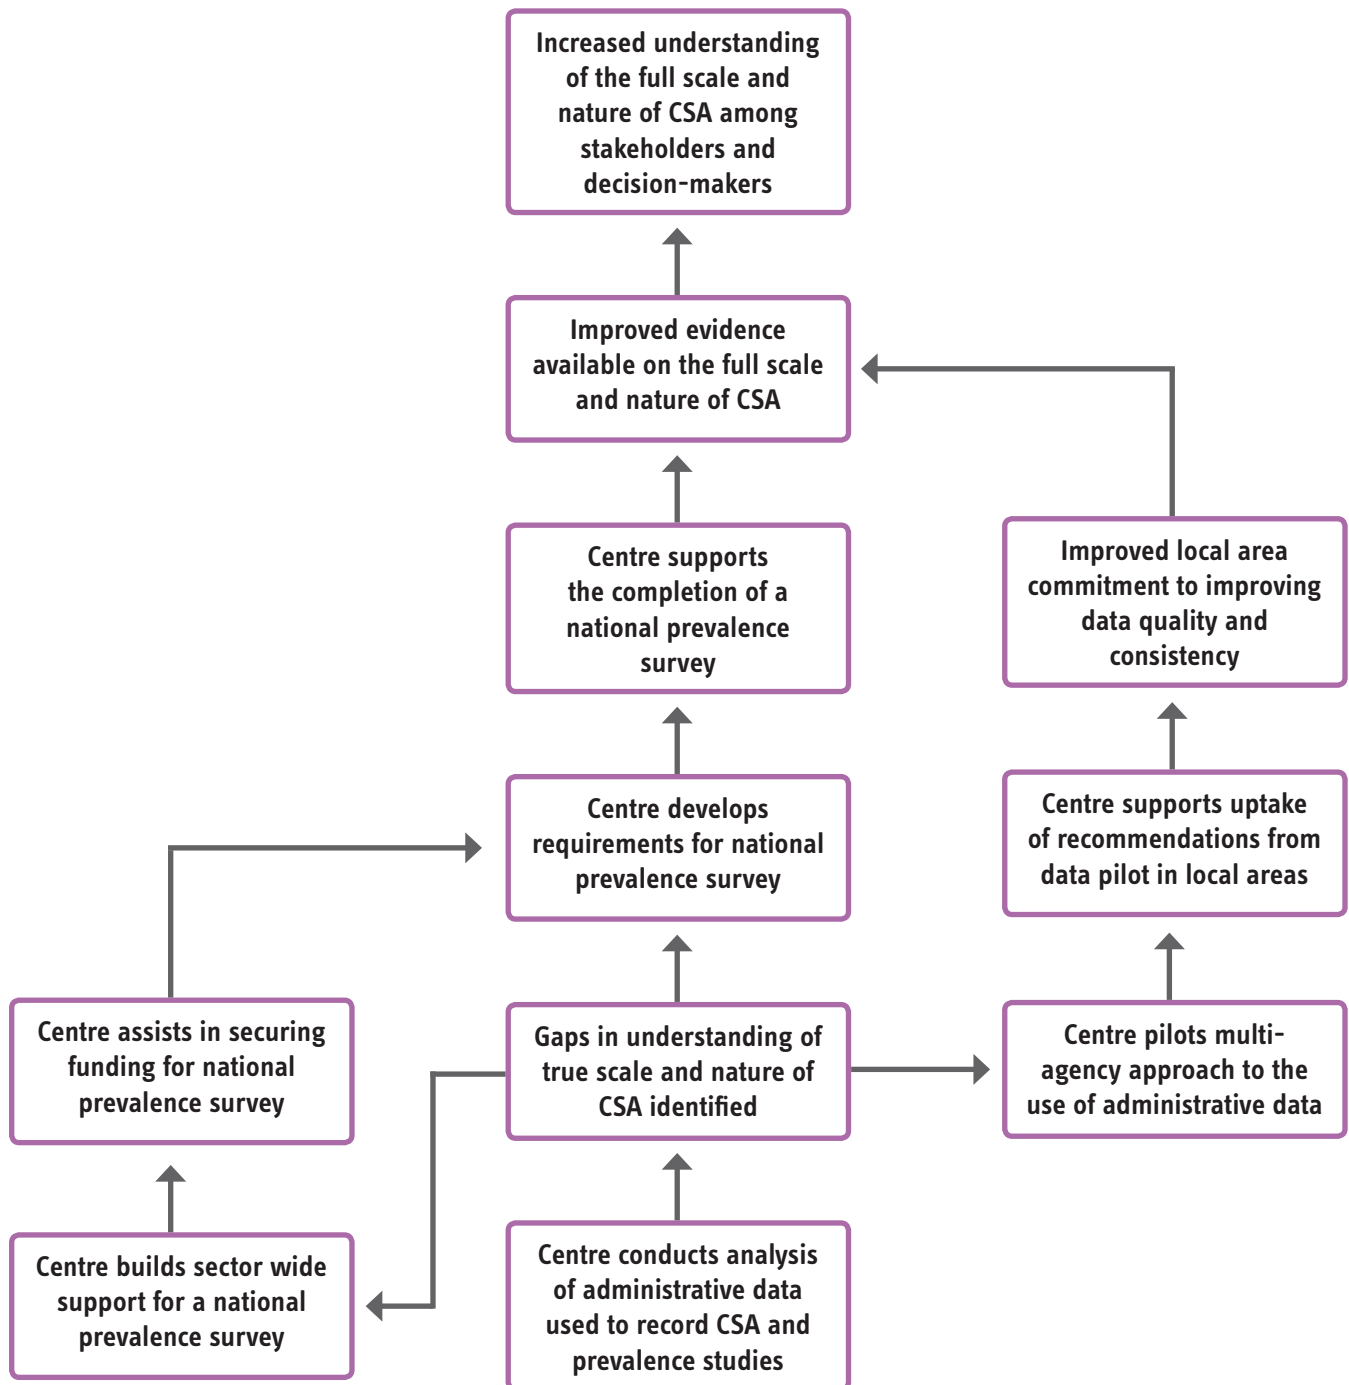 Increased understanding
of the full scale and
nature of CSA among
stakeholders and
decision-makers
Improved evidence
available on the full scale
and nature of CSA
Centre supports
the completion of a
national prevalence
survey
Improved local area
commitment to improving
data quality and
consistency
Centre develops
requirements for national
prevalence survey
Centre supports uptake
of recommendations from
data pilot in local areas
Centre assists in securing
funding for national
prevalence survey
Gaps in understanding of
true scale and nature of
CSA identified
Centre pilots multi-
agency approach to the
use of administrative data
Centre builds sector wide
support for a national
prevalence survey
Centre conducts analysis
of administrative data
used to record CSA and
prevalence studies